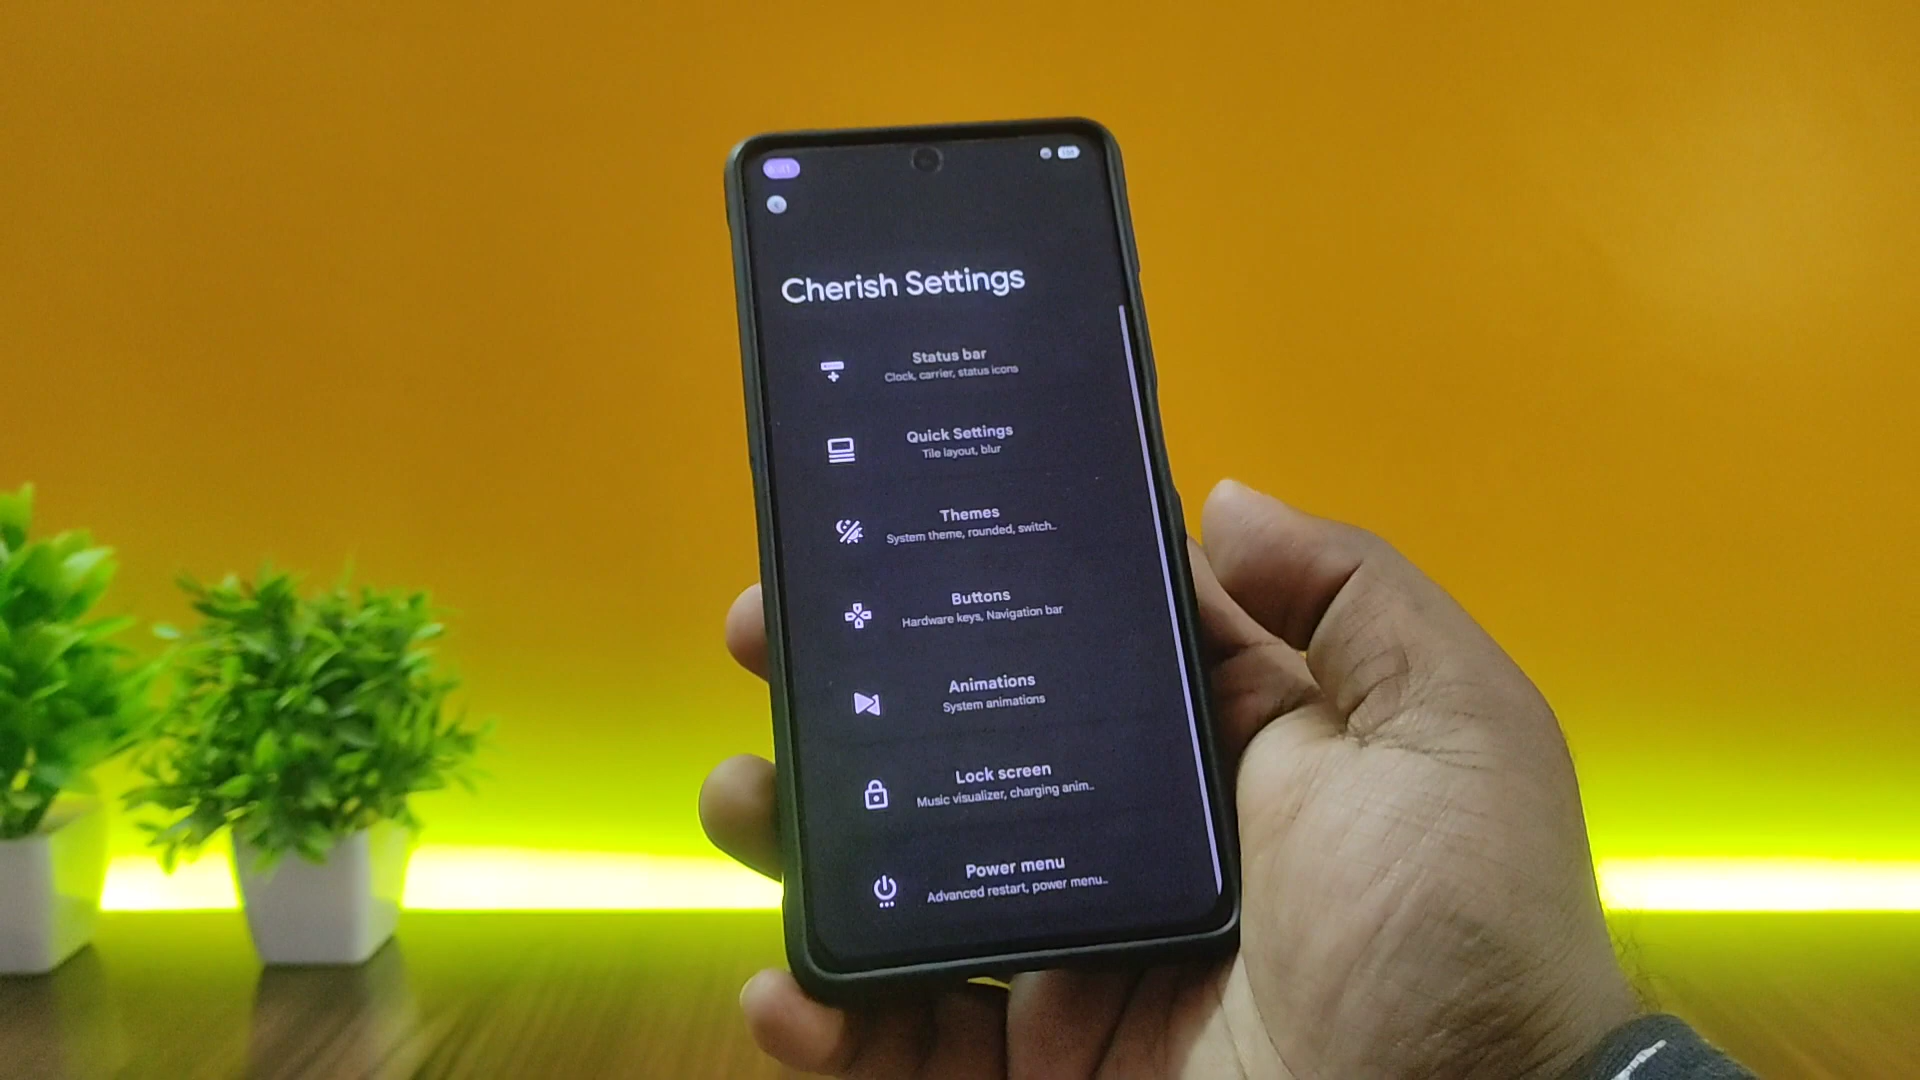 Cherish Settings
Status bar
Clock, carrier, status icons
Quick Settings
Tile layout, blur
Themes
System theme, rounded, switch..
Buttons
Hardware keys, Navigation bar
Animations
System animations
Lock screen
Music visualizer, charging anim..
Power menu
Advanced restart, power menu..